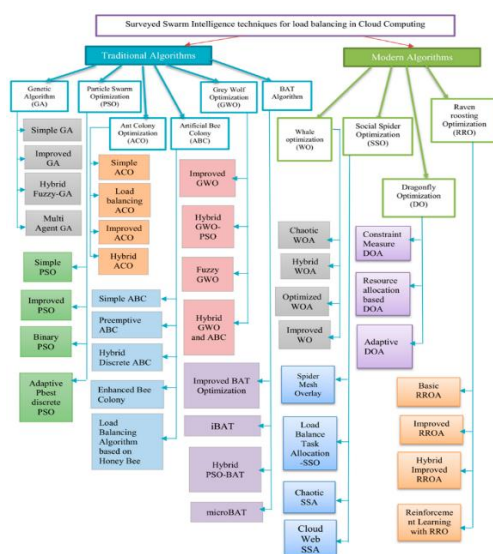 Surveyed Swarm Intelligence techniques for load balancing in Cloud Computing
Traditional Algorithms
Modern Algorithms
Genetic
Algorithm
(GA)
Particle Swarm
Optimization
(PSO)
Ant Colony
Optimization
(ACO)
Artificial Bee
Colony
(ABC)
Grey Wolf
Optimization
(GWO)
BAT
Algorithm
Whale
optimization
(WO)
Social Spider
Optimization
(SSO)
Dragonfly
Optimization
(DO)
Raven
roosting
Optimization
(RRO)
Simple GA
Improved
GA
Hybrid
Fuzzy-GA
Multi
Agent GA
Simple
PSO
Improved
PSO
Binary
PSO
Adaptive
Pbest
discrete
PSO
Simple
ACO
Load
balancing
ACO
Improved
ACO
Hybrid
ACO
Simple ABC
Preemptive
ABC
Hybrid
Discrete ABC
Enhanced Bee
Colony
Load
Balancing
Algorithm
based on
Honey Bee
Improved
GWO
Hybrid
GWO-
PSO
Fuzzy
GWO
Hybrid
GWO
and ABC
Improved BAT
Optimization
iBAT
Hybrid
PSO-BAT
microBAT
Chaotic
WOA
Hybrid
WOA
Optimized
WOA
Improved
WO
Spider
Mesh
Overlay
Load
Balance
Task
Allocation
-SSO
Chaotic
SSA
Cloud
Web
SSA
Constraint
Measure
DOA
Resource
allocation
based DOA
Adaptive
DOA
Basic
RROA
Improved
RROA
Hybrid
Improved
RROA
Reinforceme
nt Learning
with RRO